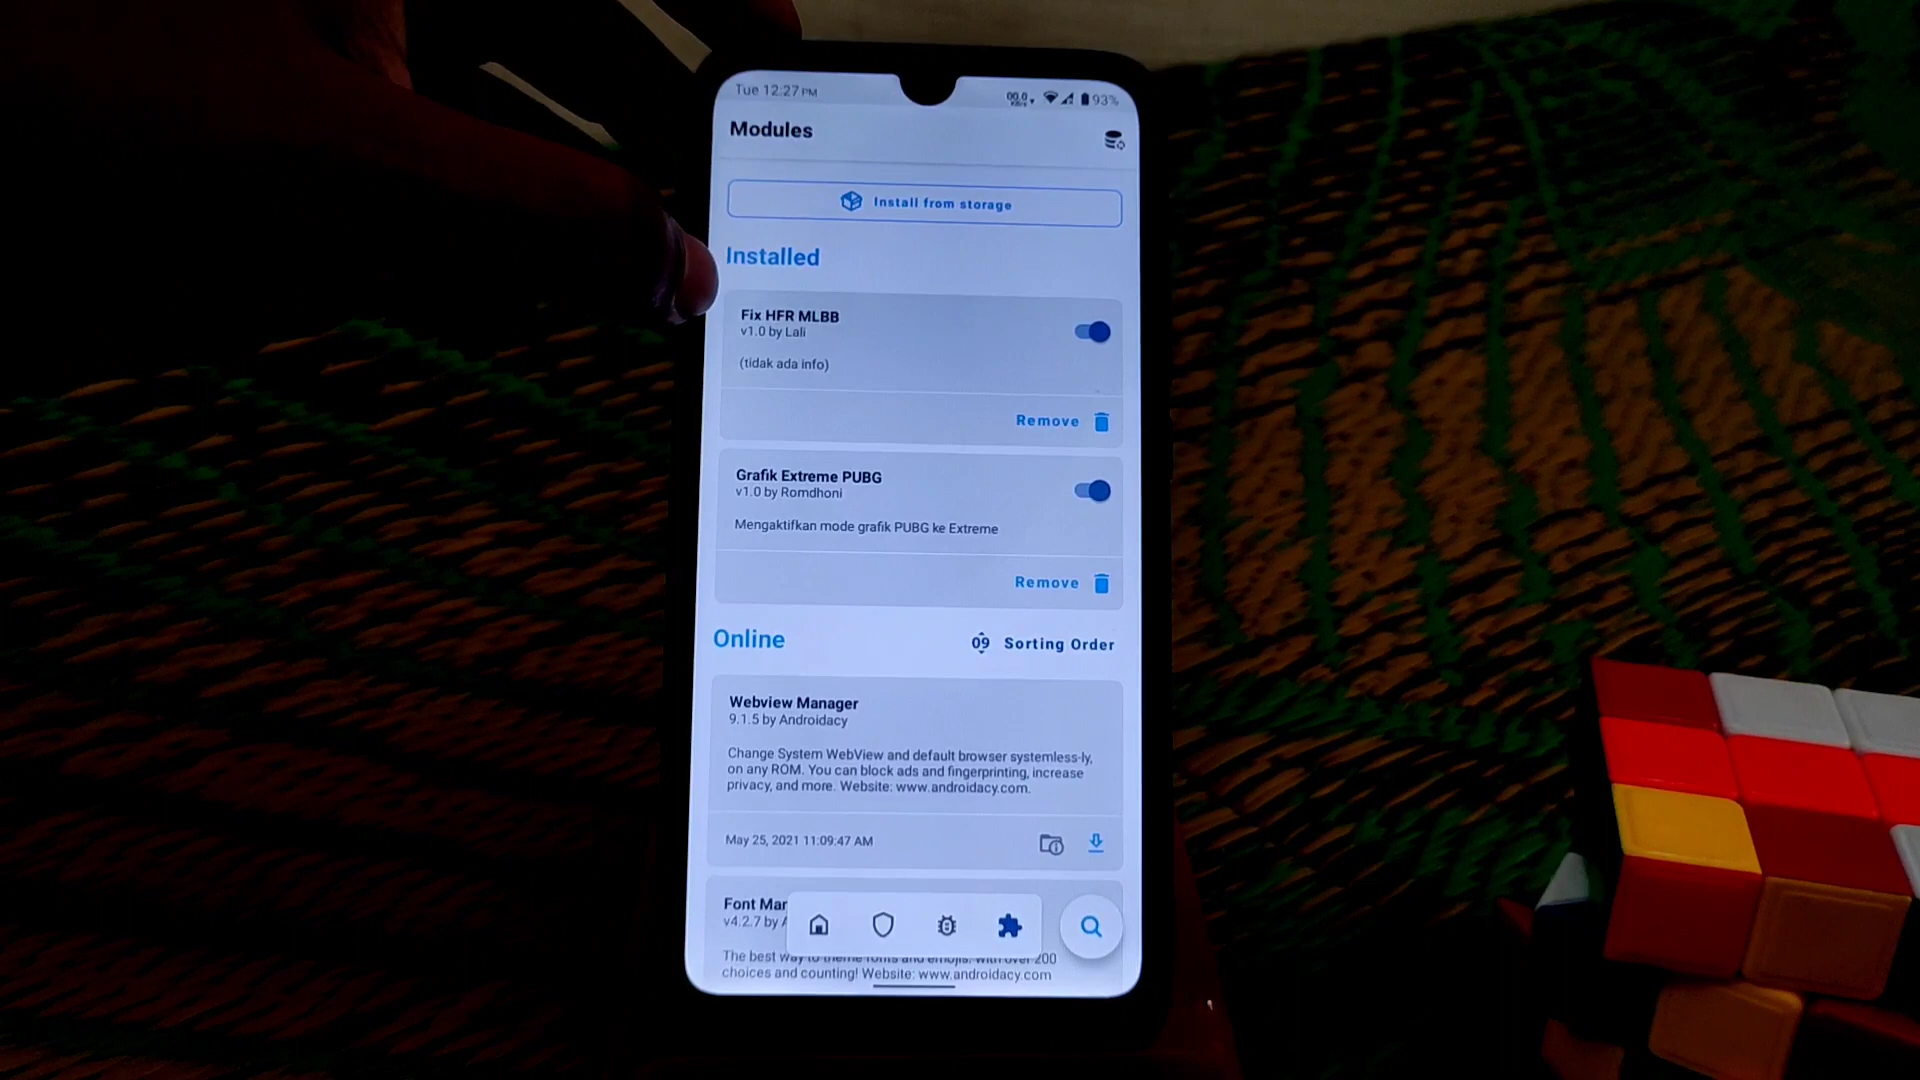 Tue 12:27 PM
93%
Modules
Install from storage
Installed
Fix HFR MLBB
v1.0 by Lali
(tidak ada info)
Remove
Grafik Extreme PUBG
v1.0 by Romdhoni
Mengaktifkan mode grafik PUBG ke Extreme
Remove
Online
Sorting Order
Webview Manager
9.1.5 by Androidacy
Change System WebView and default browser systemless-ly,
on any ROM. You can block ads and fingerprinting, increase
privacy, and more. Website: www.androidacy.com.
May 25, 2021 11:09:47 AM
Font Mar
v4.2.7 by
The best way to theme fonts and emojis. With over 200
choices and counting! Website: www.androidacy.com